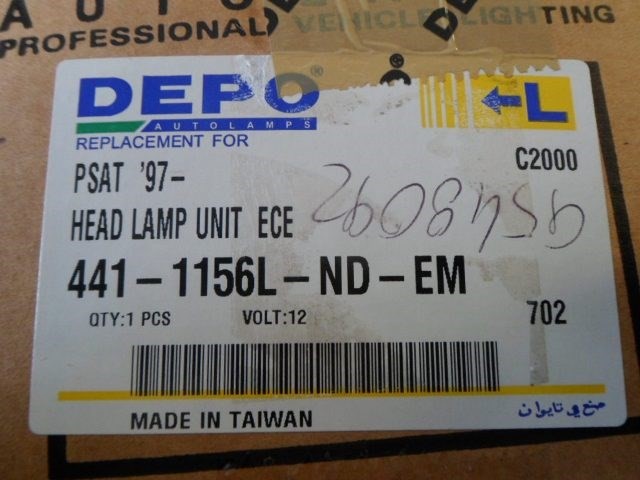 PROFESSIONAL VEHICLE LIGHTING
DEPO®
AUTOLAMPS
REPLACEMENT FOR
L
C2000
PSAT '97-
HEAD LAMP UNIT ECE
441-1156L-ND-EM
QTY:1 PCS VOLT:12 702
MADE IN TAIWAN صنع في تايوان